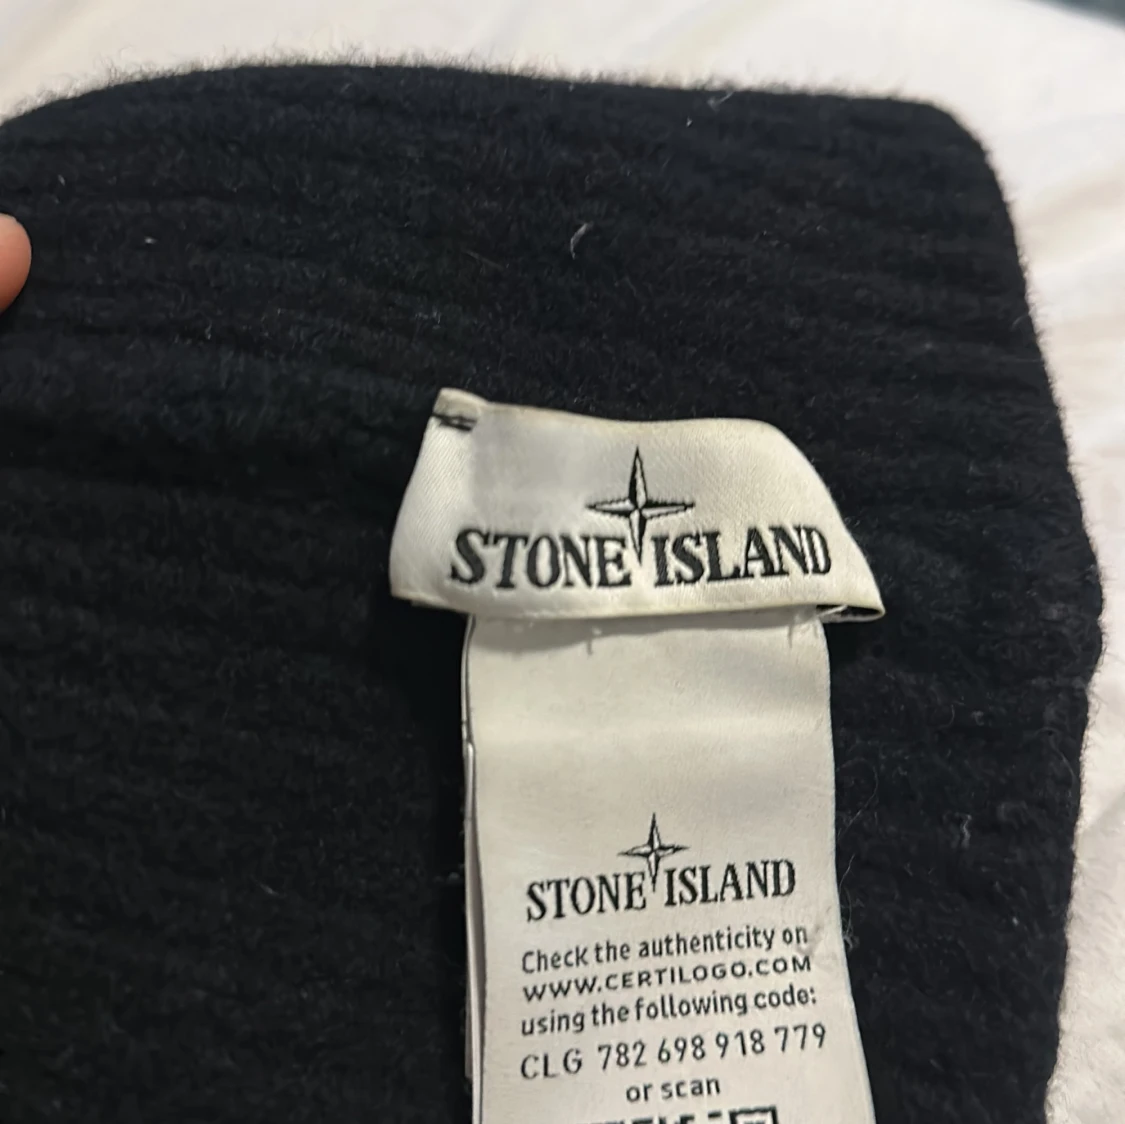 STONE ISLAND
STONE ISLAND
Check the authenticity on
WWW.CERTILOGO.COM
using the following code:
CLG 782 698 918 779
or scan